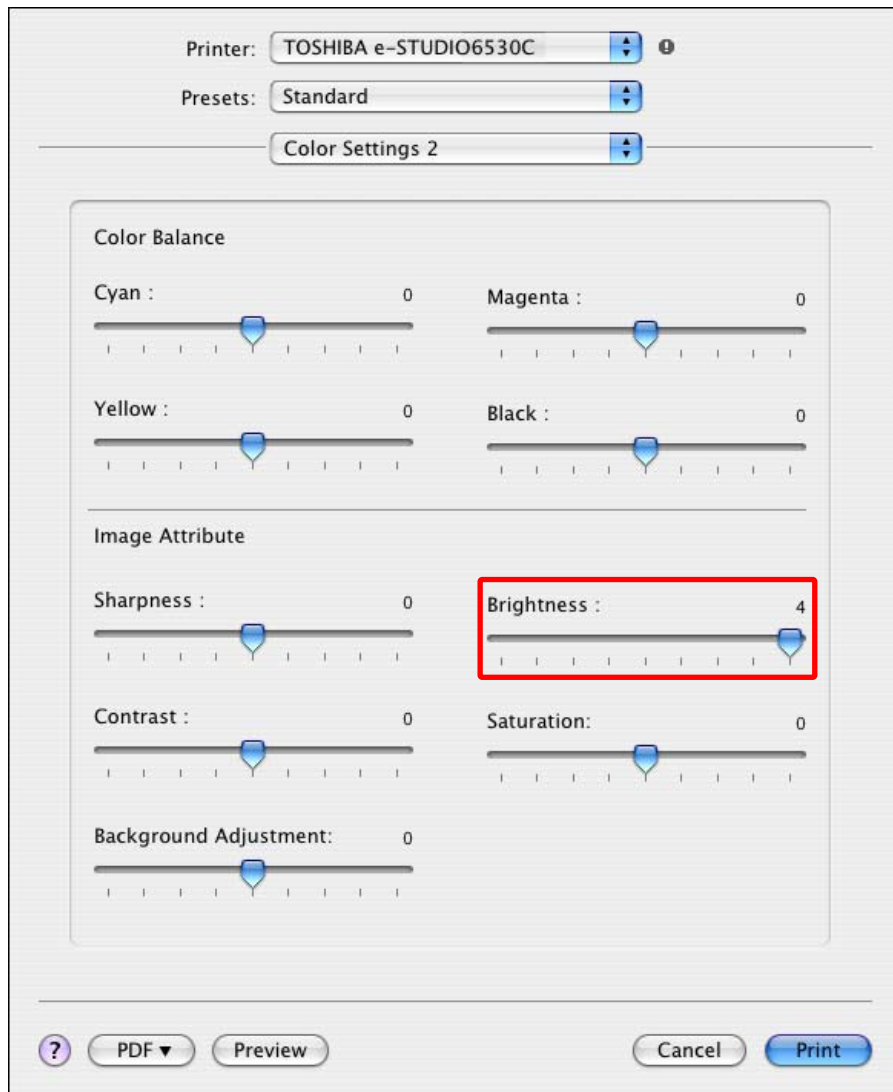 Printer: TOSHIBA e-STUDIO6530C
Presets: Standard
Color Settings 2
Color Balance
Cyan : 0
Magenta : 0
Yellow : 0
Black : 0
Image Attribute
Sharpness : 0
Brightness : 4
Contrast : 0
Saturation: 0
Background Adjustment: 0
? PDF▼ Preview Cancel Print